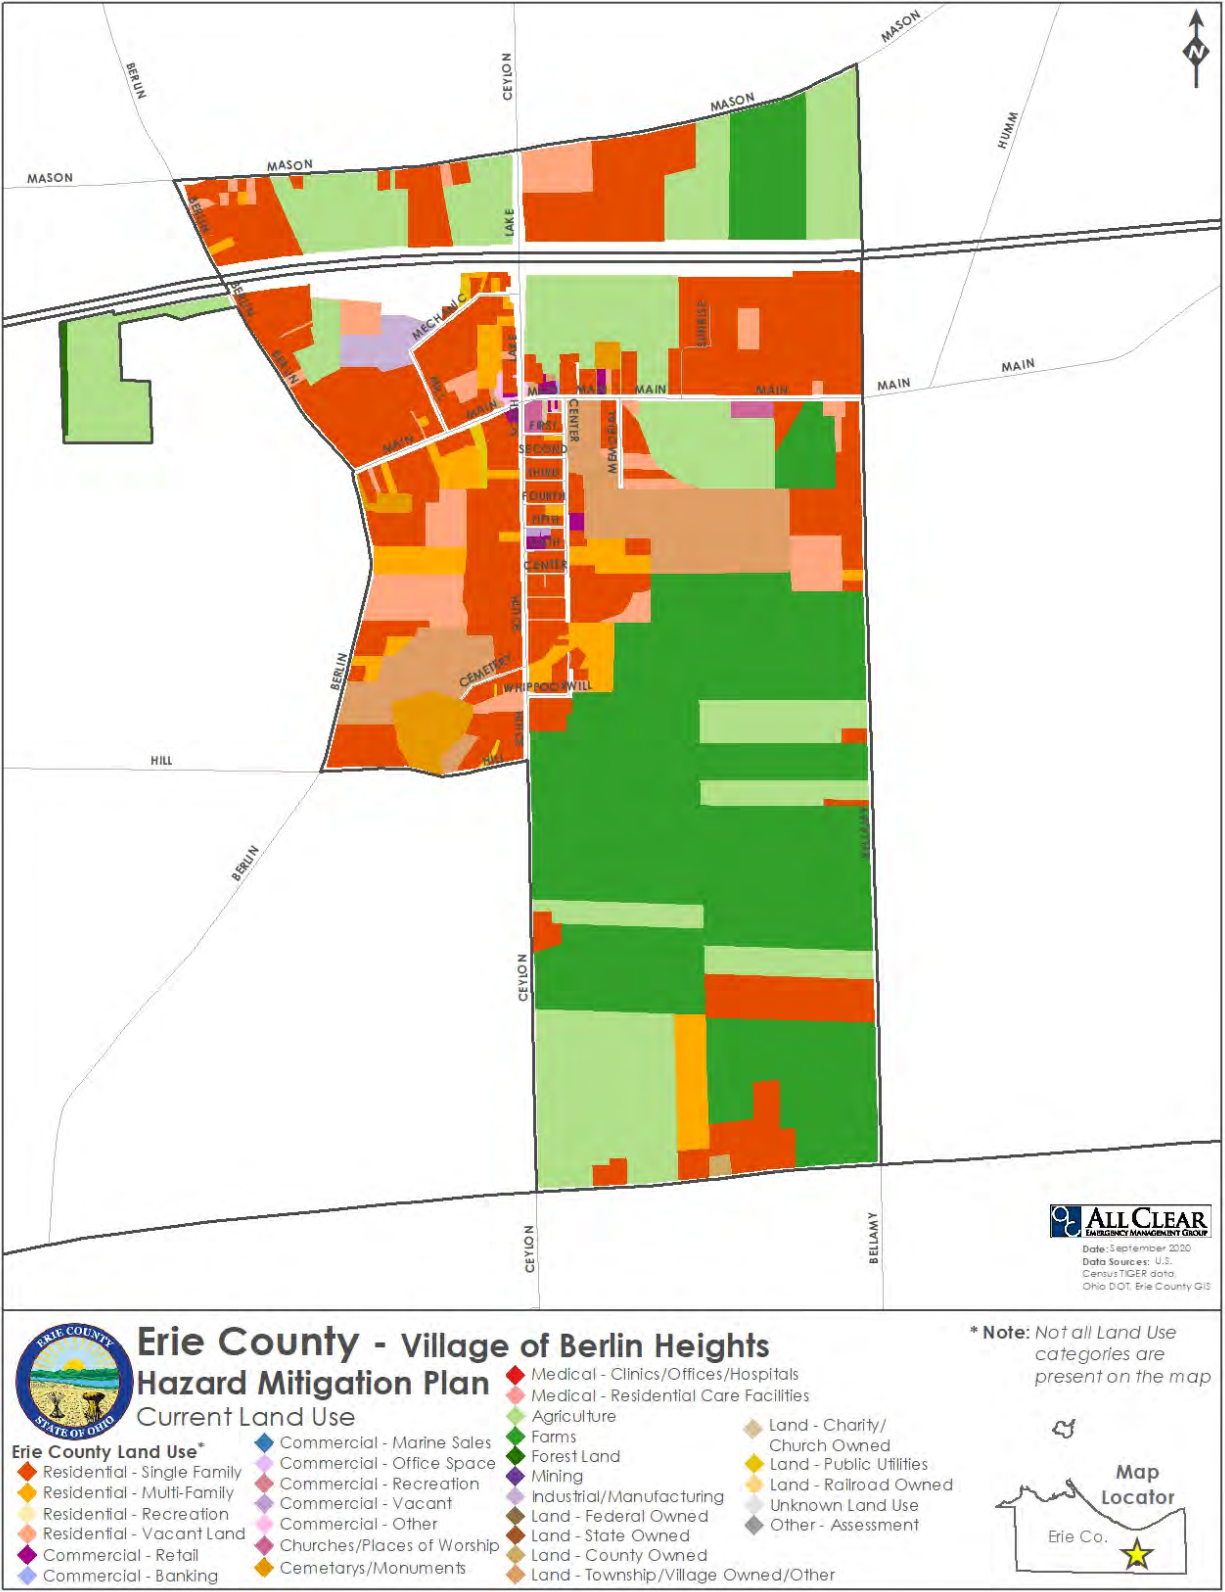 MASON
BERLIN
CEYLON
MASON
HUMM
N
MASON
MASON
BERLIN
LAKE
BERLIN
BERLIN
MECHANIC
LAKE
SUNRISE
MAIN
MAIN
MAIN
MAIN
MAIN
MAIN
MAIN
MAIN
CENTER
MEMORIAL
FIRST
SECOND
THIRD
FOURTH
FIFTH
SIXTH
CENTER
SOUTH
SOUTH
SOUTH
BERLIN
CEMETERY
WHIPPOORWILL
HILL
HILL
BERLIN
BELLAMY
CEYLON
CEYLON
BELLAMY
ALL CLEAR
EMERGENCY MANAGEMENT GROUP
Date: September 2020
Data Sources: U.S.
Census TIGER data,
Ohio DOT, Erie County GIS
ERIE COUNTY
STATE OF OHIO
Erie County - Village of Berlin Heights
Hazard Mitigation Plan
Current Land Use
Erie County Land Use*
Residential - Single Family
Residential - Multi-Family
Residential - Recreation
Residential - Vacant Land
Commercial - Retail
Commercial - Banking
Commercial - Marine Sales
Commercial - Office Space
Commercial - Recreation
Commercial - Vacant
Commercial - Other
Churches/Places of Worship
Cemetarys/Monuments
Medical - Clinics/Offices/Hospitals
Medical - Residential Care Facilities
Agriculture
Farms
Forest Land
Mining
Industrial/Manufacturing
Land - Federal Owned
Land - State Owned
Land - County Owned
Land - Township/Village Owned/Other
Land - Charity/
Church Owned
Land - Public Utilities
Land - Railroad Owned
Unknown Land Use
Other - Assessment
* Note: Not all Land Use
categories are
present on the map
Map
Locator
Erie Co.